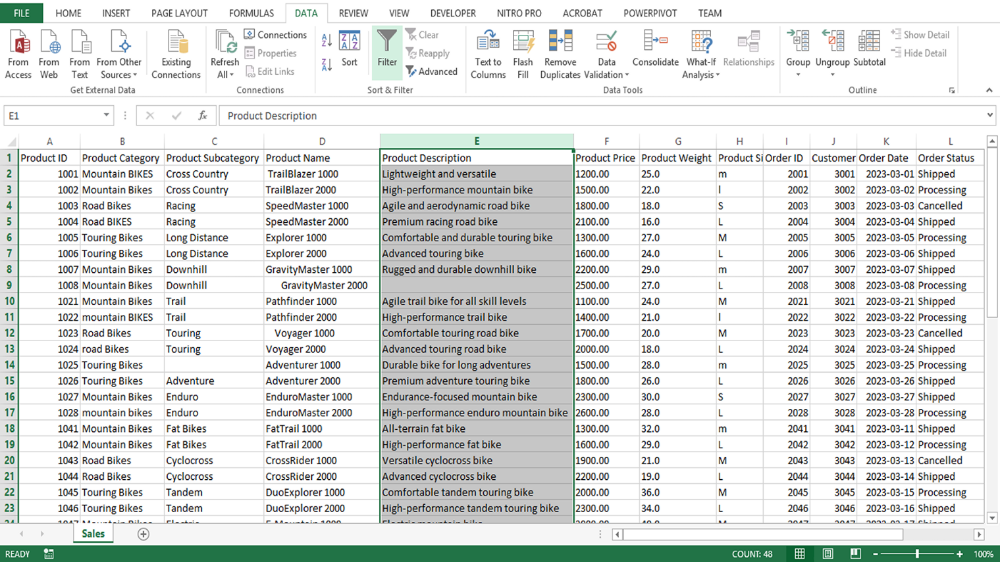 FILE HOME INSERT PAGE LAYOUT FORMULAS DATA REVIEW VIEW DEVELOPER NITRO PRO ACROBAT POWERPIVOT TEAM
From Access From Web From Text From Other Sources Existing Connections
Get External Data
Refresh All Connections Properties Edit Links
Connections
Sort Filter Clear Reapply Advanced
Sort & Filter
Text to Columns Flash Fill Remove Duplicates Data Validation Consolidate What-If Analysis Relationships
Data Tools
Group Ungroup Subtotal Show Detail Hide Detail
Outline
E1 fx Product Description
A B C D E F G H I J K L
1 Product ID Product Category Product Subcategory Product Name Product Description Product Price Product Weight Product Si Order ID Customer Order Date Order Status
2 1001 Mountain BIKES Cross Country TrailBlazer 1000 Lightweight and versatile 1200.00 25.0 m 2001 3001 2023-03-01 Shipped
3 1002 Mountain Bikes Cross Country TrailBlazer 2000 High-performance mountain bike 1500.00 22.0 l 2002 3002 2023-03-02 Processing
4 1003 Road Bikes Racing SpeedMaster 1000 Agile and aerodynamic road bike 1800.00 18.0 S 2003 3003 2023-03-03 Cancelled
5 1004 Road BIKES Racing SpeedMaster 2000 Premium racing road bike 2100.00 16.0 L 2004 3004 2023-03-04 Shipped
6 1005 Touring Bikes Long Distance Explorer 1000 Comfortable and durable touring bike 1300.00 27.0 M 2005 3005 2023-03-05 Processing
7 1006 Touring Bikes Long Distance Explorer 2000 Advanced touring bike 1600.00 24.0 L 2006 3006 2023-03-06 Shipped
8 1007 Mountain Bikes Downhill GravityMaster 1000 Rugged and durable downhill bike 2200.00 29.0 m 2007 3007 2023-03-07 Shipped
9 1008 Mountain Bikes Downhill GravityMaster 2000 2500.00 27.0 L 2008 3008 2023-03-08 Processing
10 1021 Mountain Bikes Trail Pathfinder 1000 Agile trail bike for all skill levels 1100.00 24.0 M 2021 3021 2023-03-21 Shipped
11 1022 mountain BIKES Trail Pathfinder 2000 High-performance trail bike 1400.00 21.0 l 2022 3022 2023-03-22 Processing
12 1023 Road Bikes Touring Voyager 1000 Comfortable touring road bike 1700.00 20.0 M 2023 3023 2023-03-23 Cancelled
13 1024 road Bikes Touring Voyager 2000 Advanced touring road bike 2000.00 18.0 L 2024 3024 2023-03-24 Shipped
14 1025 Touring Bikes Adventurer 1000 Durable bike for long adventures 1500.00 28.0 m 2025 3025 2023-03-25 Processing
15 1026 Touring Bikes Adventure Adventurer 2000 Premium adventure touring bike 1800.00 26.0 L 2026 3026 2023-03-26 Shipped
16 1027 Mountain Bikes Enduro EnduroMaster 1000 Endurance-focused mountain bike 2300.00 30.0 S 2027 3027 2023-03-27 Shipped
17 1028 mountain bikes Enduro EnduroMaster 2000 High-performance enduro mountain bike 2600.00 28.0 L 2028 3028 2023-03-28 Processing
18 1041 Mountain Bikes Fat Bikes FatTrail 1000 All-terrain fat bike 1300.00 32.0 m 2041 3041 2023-03-11 Shipped
19 1042 Mountain Bikes Fat Bikes FatTrail 2000 High-performance fat bike 1600.00 29.0 L 2042 3042 2023-03-12 Processing
20 1043 Road Bikes Cyclocross CrossRider 1000 Versatile cyclocross bike 1900.00 21.0 M 2043 3043 2023-03-13 Cancelled
21 1044 Road Bikes Cyclocross CrossRider 2000 Advanced cyclocross bike 2200.00 19.0 L 2044 3044 2023-03-14 Shipped
22 1045 Touring Bikes Tandem DuoExplorer 1000 Comfortable tandem touring bike 2000.00 36.0 M 2045 3045 2023-03-15 Processing
23 1046 Touring Bikes Tandem DuoExplorer 2000 High-performance tandem touring bike 2300.00 34.0 L 2046 3046 2023-03-16 Shipped
Sales
READY COUNT: 48 100%